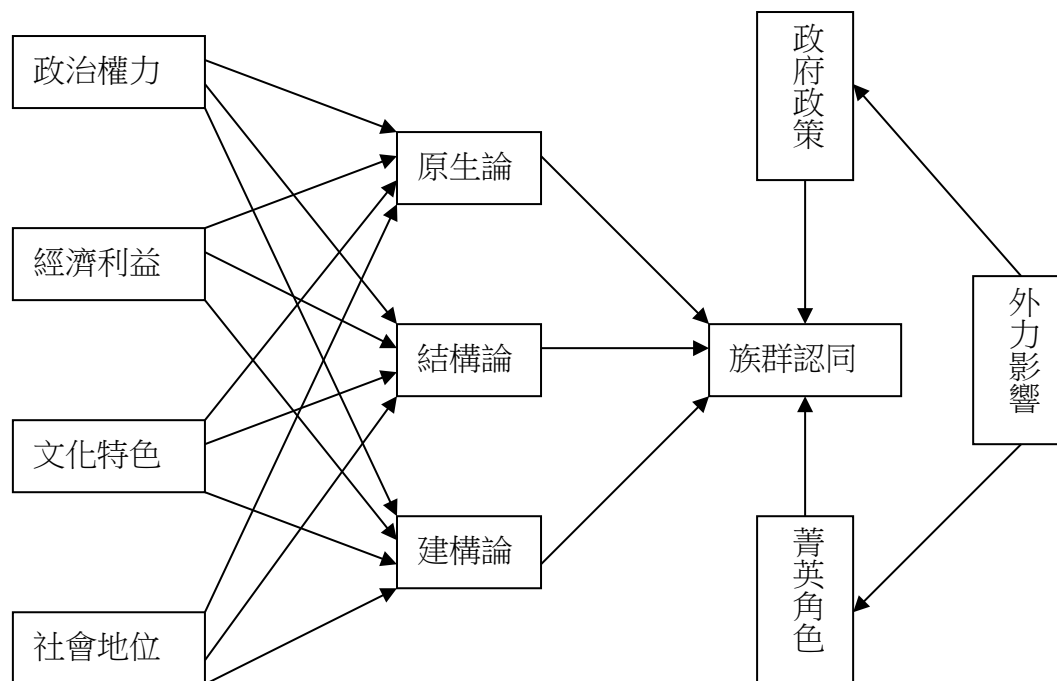 政治權力
經濟利益
文化特色
社會地位
原生論
結構論
建構論
政府政策
族群認同
菁英角色
外力影響